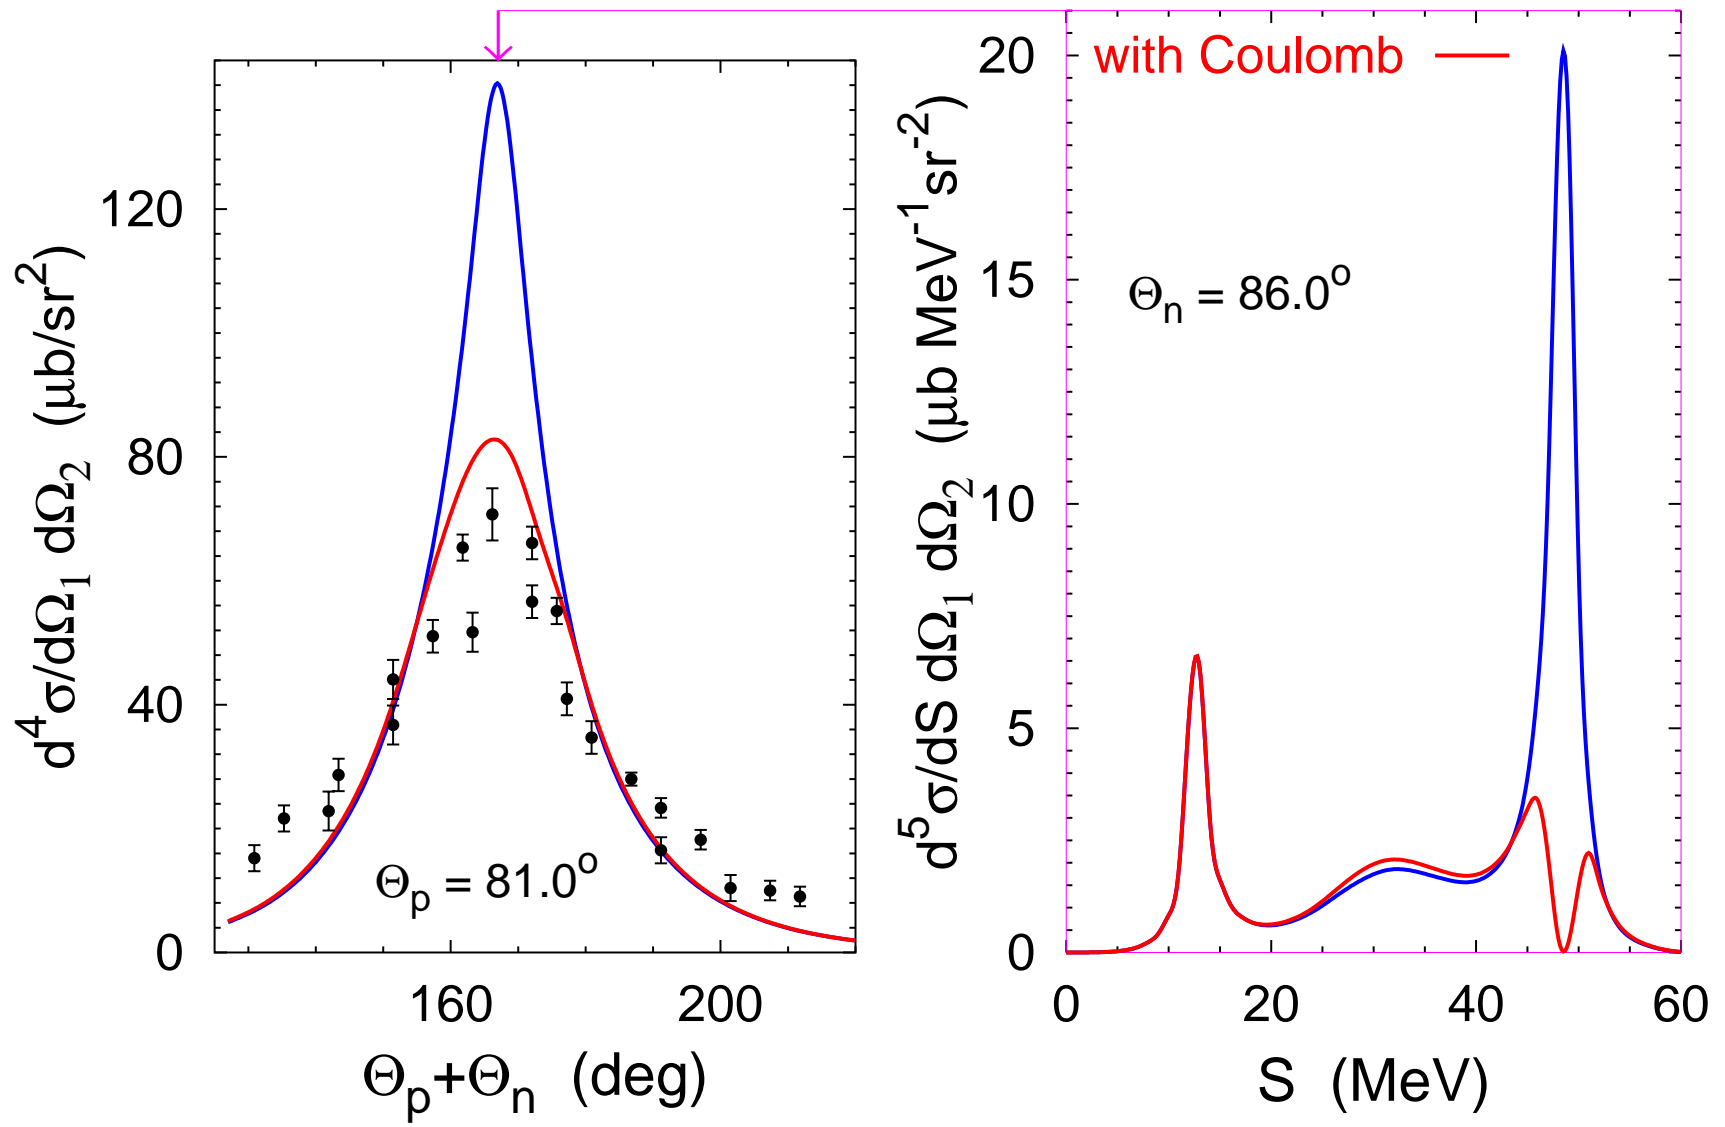 d⁴σ/dΩ₁ dΩ₂ (μb/sr²)
120
80
40
0
Θp = 81.0°
160 200
Θp+Θn (deg)
d⁵σ/dS dΩ₁ dΩ₂ (μb MeV⁻¹sr⁻²)
20
15
10
5
0
with Coulomb
Θn = 86.0°
0 20 40 60
S (MeV)